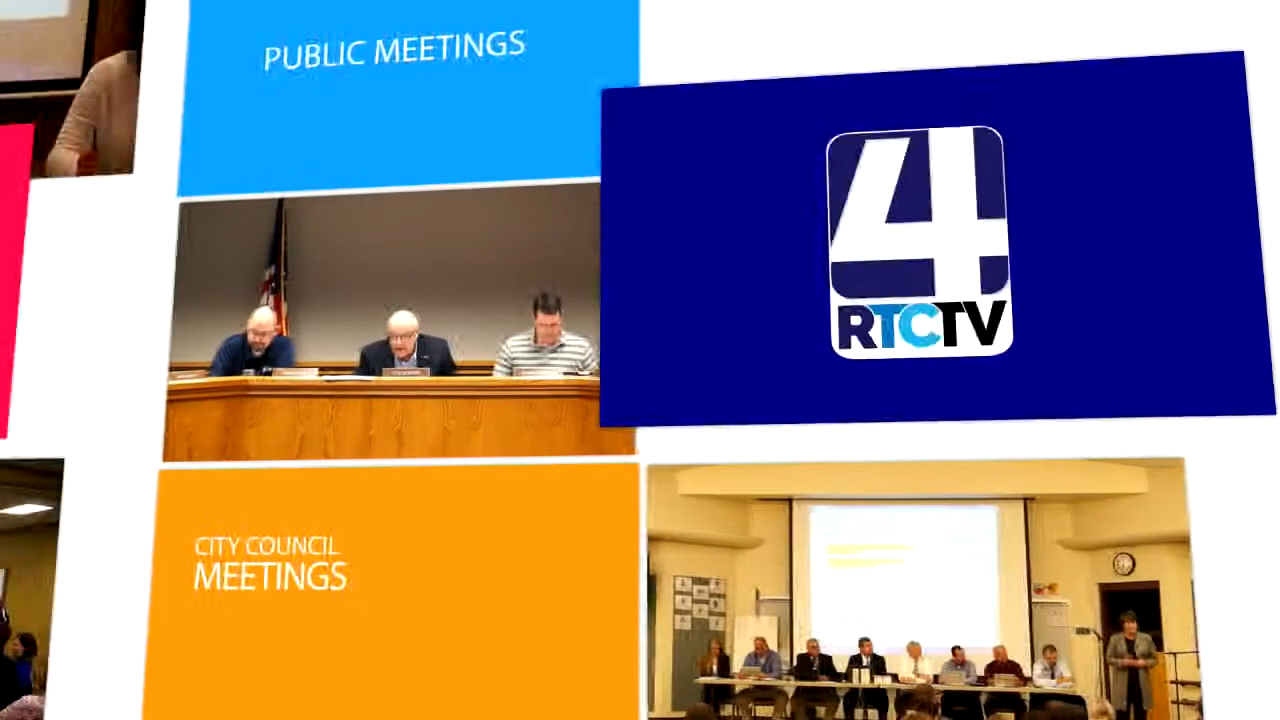 PUBLIC MEETINGS
4
RTCTV
CITY COUNCIL
MEETINGS